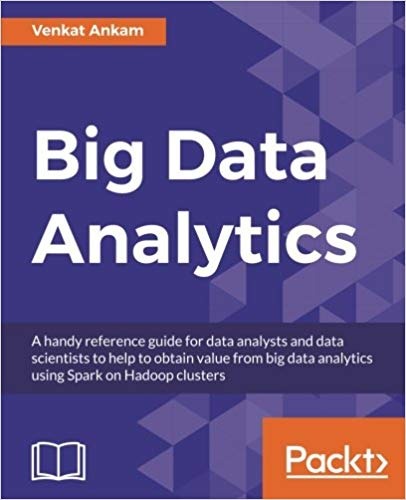 Venkat Ankam
Big Data
Analytics
A handy reference guide for data analysts and data
scientists to help to obtain value from big data analytics
using Spark on Hadoop clusters
Packt>